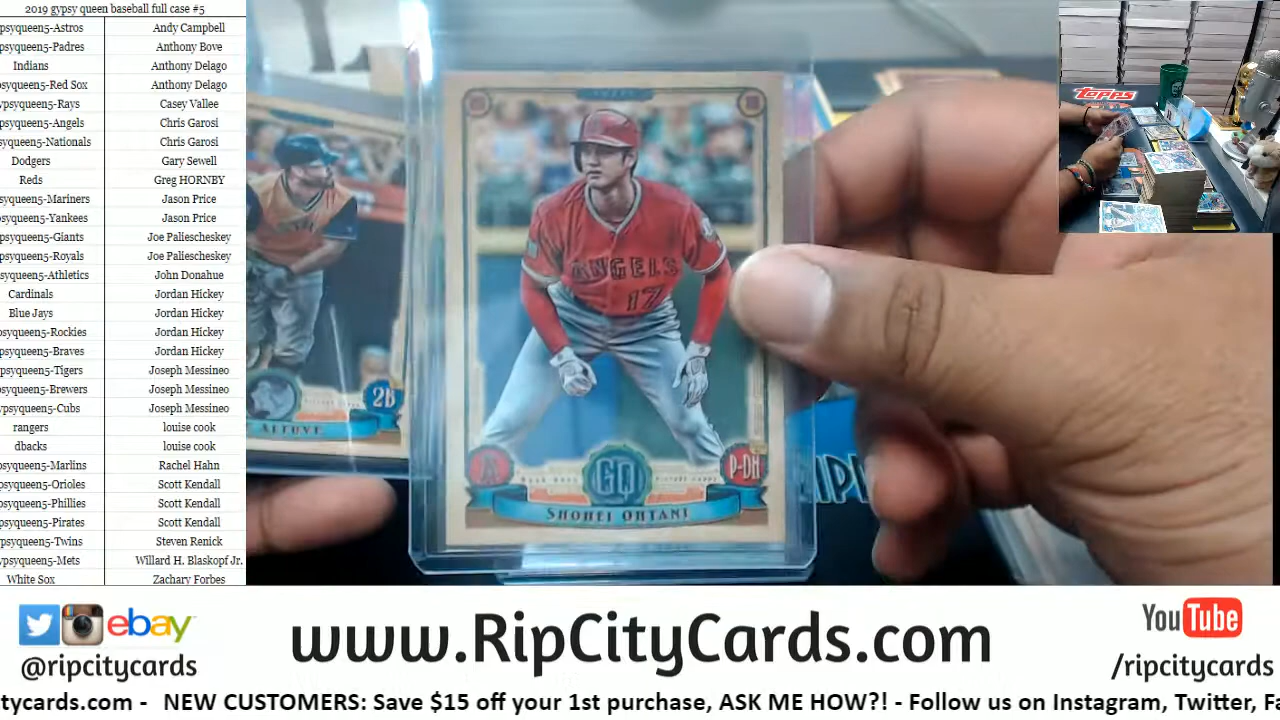 2019 gypsy queen baseball full case #5
psyqueen5-Astros Andy Campbell
psyqueen5-Padres Anthony Bove
Indians Anthony Delago
psyqueen5-Red Sox Anthony Delago
ypsyqueen5-Rays Casey Vallee
psyqueen5-Angels Chris Garosi
psyqueen5-Nationals Chris Garosi
Dodgers Gary Sewell
Reds Greg HORNBY
psyqueen5-Mariners Jason Price
psyqueen5-Yankees Jason Price
psyqueen5-Giants Joe Paliescheskey
psyqueen5-Royals Joe Paliescheskey
psyqueen5-Athletics John Donahue
Cardinals Jordan Hickey
Blue Jays Jordan Hickey
psyqueen5-Rockies Jordan Hickey
psyqueen5-Braves Jordan Hickey
psyqueen5-Tigers Joseph Messineo
psyqueen5-Brewers Joseph Messineo
ypsyqueen5-Cubs Joseph Messineo
rangers louise cook
dbacks louise cook
psyqueen5-Marlins Rachel Hahn
psyqueen5-Orioles Scott Kendall
psyqueen5-Phillies Scott Kendall
psyqueen5-Pirates Scott Kendall
psyqueen5-Twins Steven Renick
ypsyqueen5-Mets Willard H. Blaskopf Jr.
White Sox Zachary Forbes
Topps
ANGELS
17
P-DH
GQ
SHOHEI OHTANI
2B
ALTUVE
ebay
@ripcitycards
www.RipCityCards.com
YouTube
/ripcitycards
tycards.com - NEW CUSTOMERS: Save $15 off your 1st purchase, ASK ME HOW?! - Follow us on Instagram, Twitter, Fa